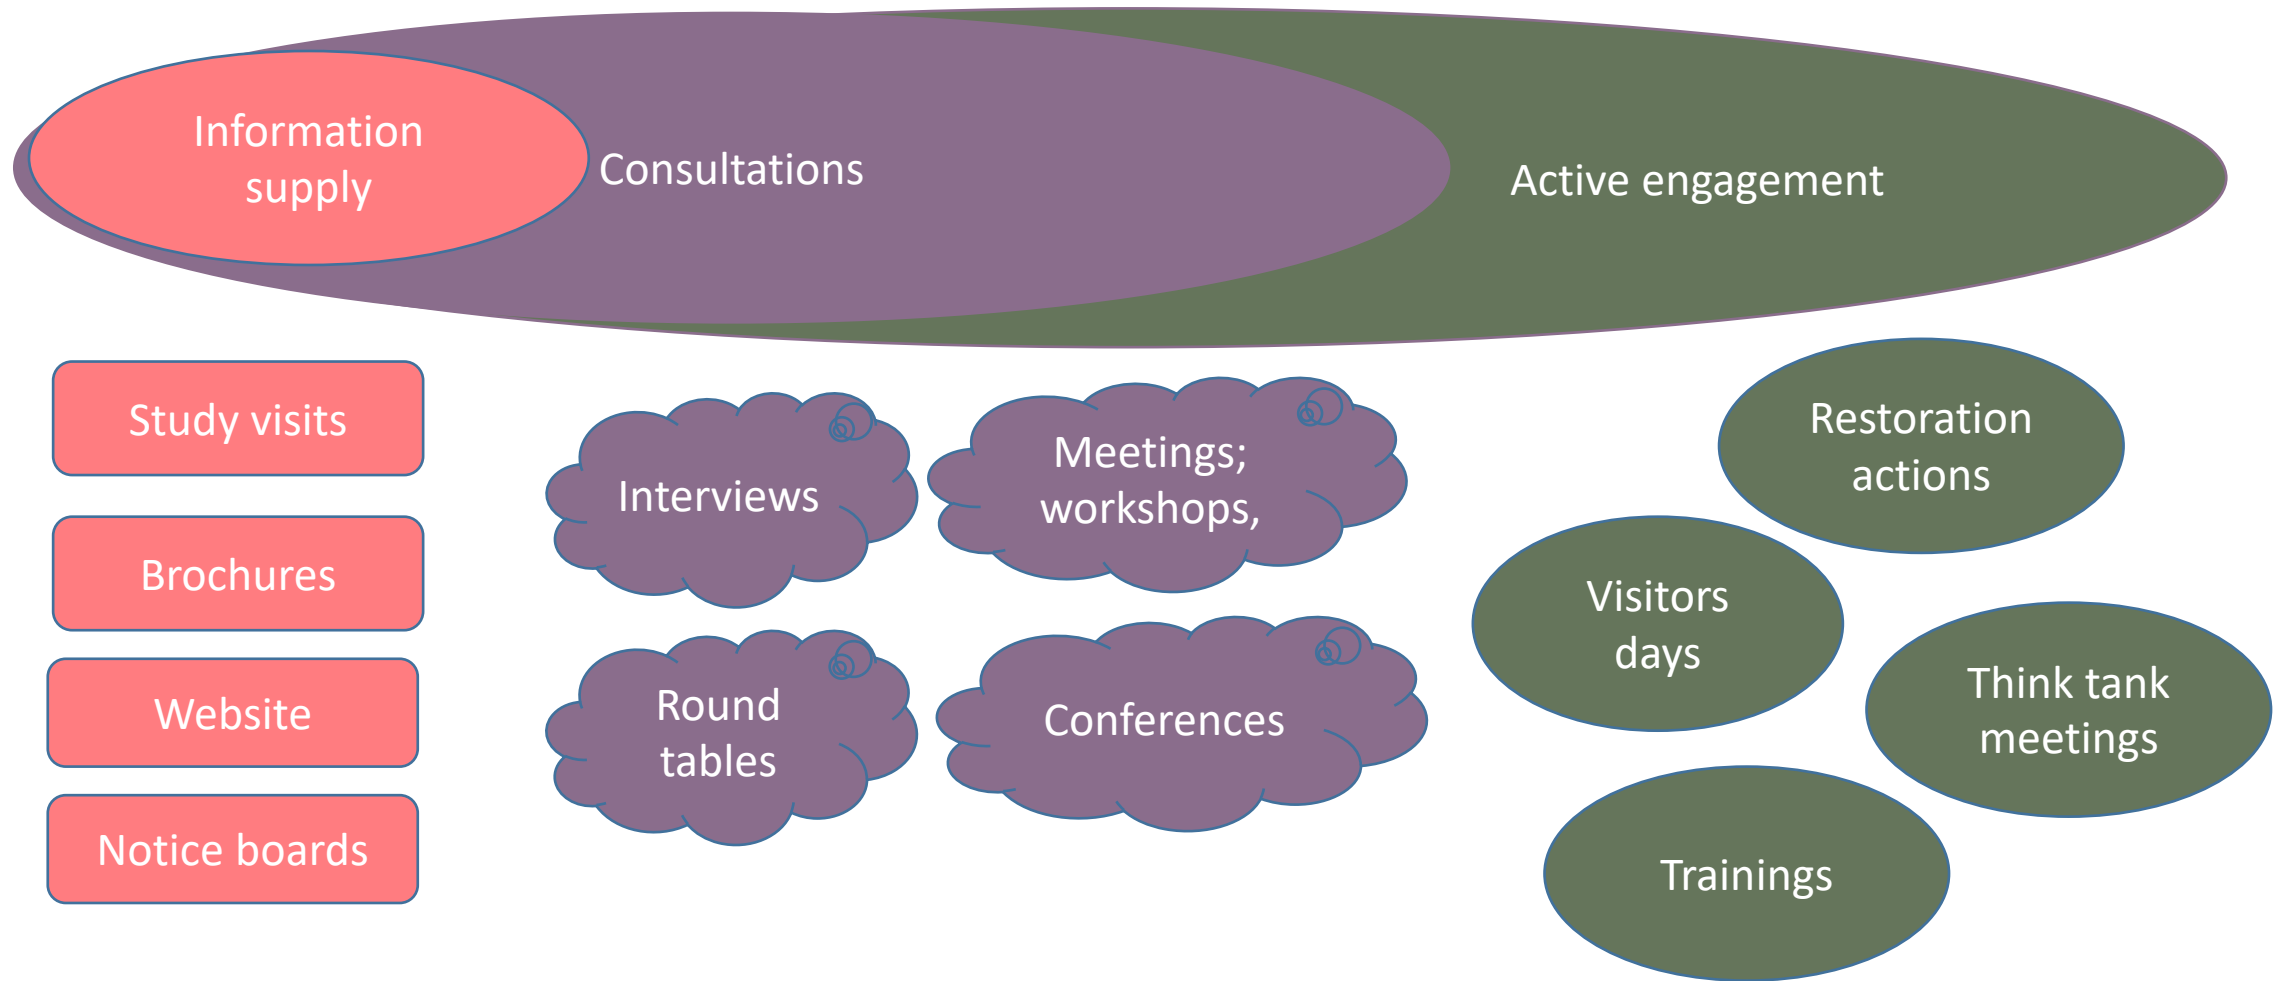 Information
supply
Consultations
Active engagement
Study visits
Brochures
Website
Notice boards
Interviews
Meetings;
workshops,
Round
tables
Conferences
Restoration
actions
Visitors
days
Think tank
meetings
Trainings